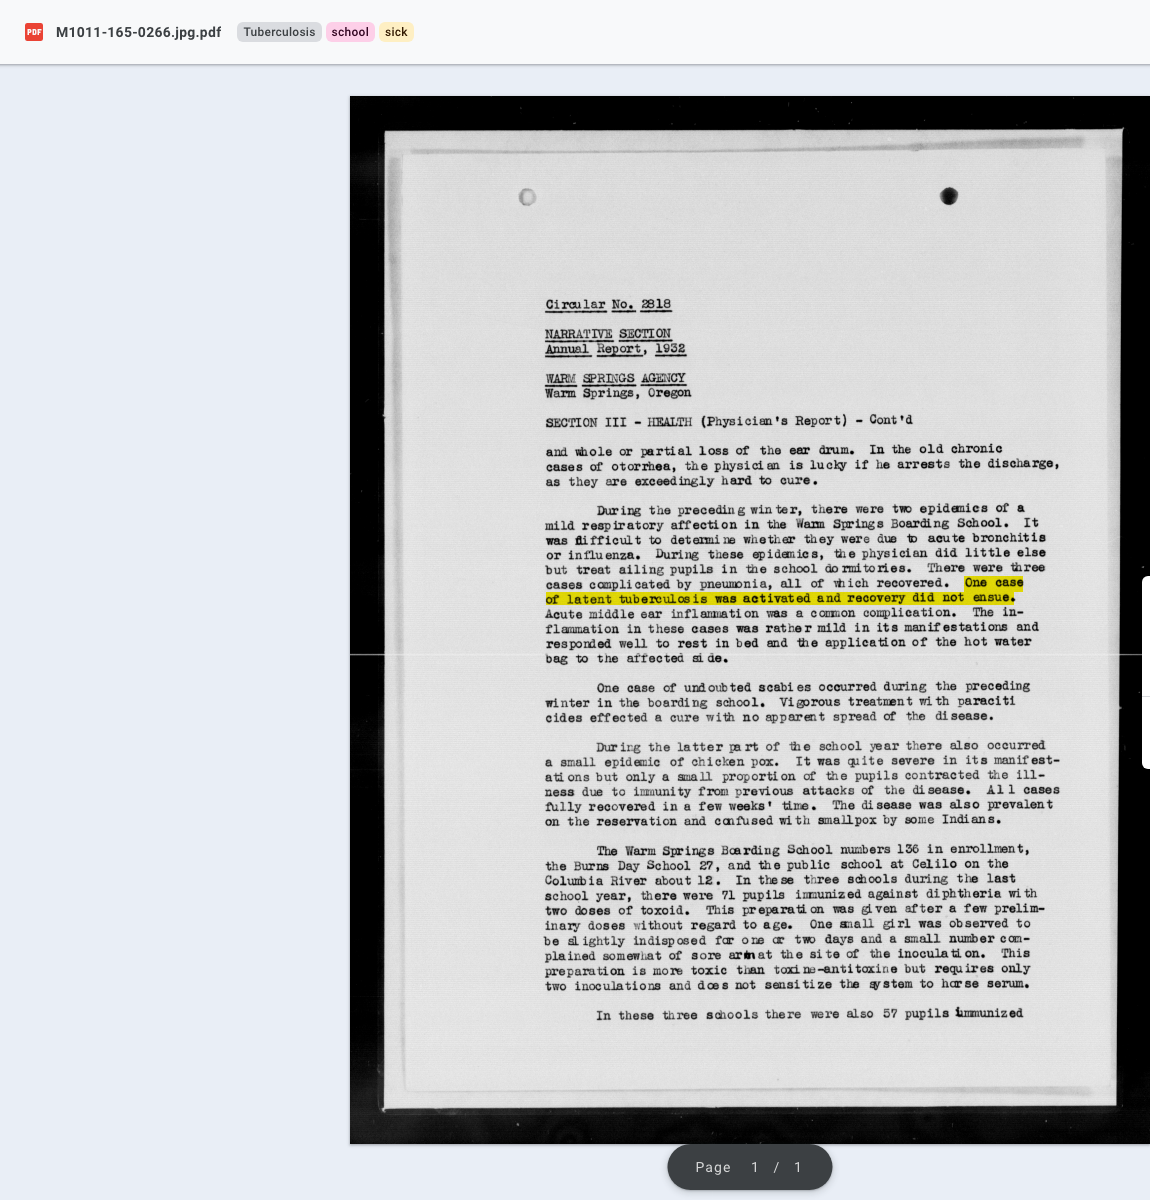 PDF M1011-165-0266.jpg.pdf Tuberculosis school sick
Circular No. 2818
NARRATIVE SECTION
Annual Report, 1932
WARM SPRINGS AGENCY
Warm Springs, Oregon
SECTION III - HEALTH (Physician's Report) - Cont'd
and whole or partial loss of the ear drum. In the old chronic
cases of otorrhea, the physician is lucky if he arrests the discharge,
as they are exceedingly hard to cure.
During the preceding winter, there were two epidemics of a
mild respiratory affection in the Warm Springs Boarding School. It
was difficult to determine whether they were due to acute bronchitis
or influenza. During these epidemics, the physician did little else
but treat ailing pupils in the school dormitories. There were three
cases complicated by pneumonia, all of which recovered. One case
of latent tuberculosis was activated and recovery did not ensue.
Acute middle ear inflammation was a common complication. The in-
flammation in these cases was rather mild in its manifestations and
responded well to rest in bed and the application of the hot water
bag to the affected side.
One case of undoubted scabies occurred during the preceding
winter in the boarding school. Vigorous treatment with paraciti
cides effected a cure with no apparent spread of the disease.
During the latter part of the school year there also occurred
a small epidemic of chicken pox. It was quite severe in its manifest-
ations but only a small proportion of the pupils contracted the ill-
ness due to immunity from previous attacks of the disease. All cases
fully recovered in a few weeks' time. The disease was also prevalent
on the reservation and confused with smallpox by some Indians.
The Warm Springs Boarding School numbers 136 in enrollment,
the Burns Day School 27, and the public school at Celilo on the
Columbia River about 12. In these three schools during the last
school year, there were 71 pupils immunized against diphtheria with
two doses of toxoid. This preparation was given after a few prelim-
inary doses without regard to age. One small girl was observed to
be slightly indisposed for one or two days and a small number com-
plained somewhat of sore arm at the site of the inoculation. This
preparation is more toxic than toxine-antitoxine but requires only
two inoculations and does not sensitize the system to horse serum.
In these three schools there were also 57 pupils immunized
Page 1 / 1